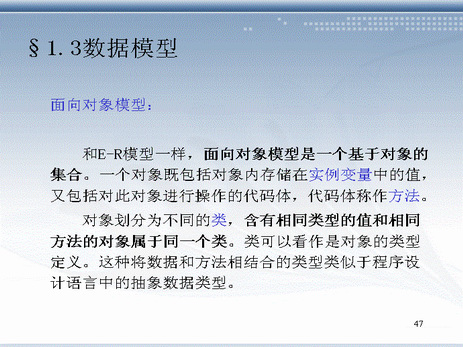 §1.3数据模型
面向对象模型：
和E-R模型一样，面向对象模型是一个基于对象的
集合。一个对象既包括对象内存储在实例变量中的值，
又包括对此对象进行操作的代码体，代码体称作方法。
对象划分为不同的类，含有相同类型的值和相同
方法的对象属于同一个类。类可以看作是对象的类型
定义。这种将数据和方法相结合的类型类似于程序设
计语言中的抽象数据类型。
47